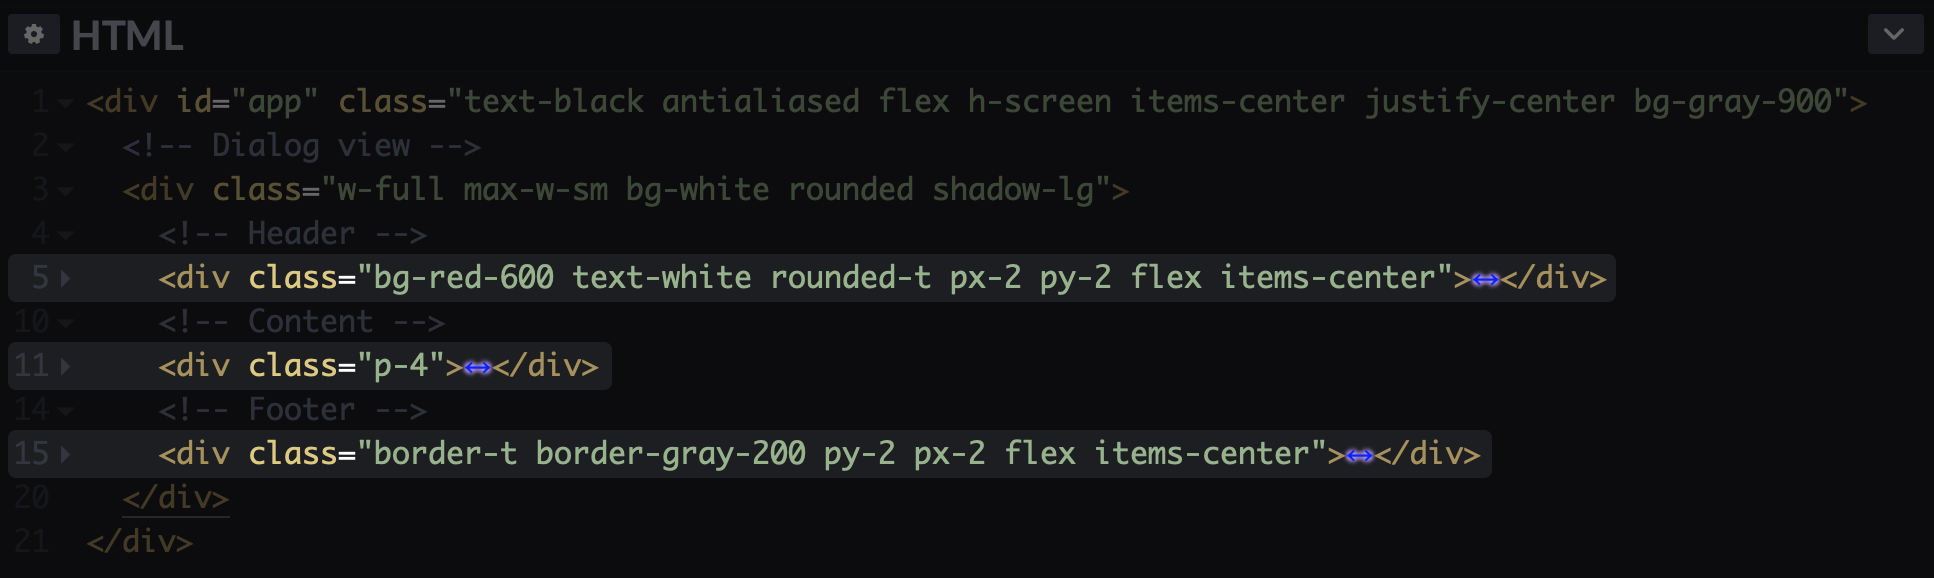 HTML
1 <div id="app" class="text-black antialiased flex h-screen items-center justify-center bg-gray-900">
2 <!-- Dialog view -->
3 <div class="w-full max-w-sm bg-white rounded shadow-lg">
4 <!-- Header -->
5 <div class="bg-red-600 text-white rounded-t px-2 py-2 flex items-center">↔</div>
10 <!-- Content -->
11 <div class="p-4">↔</div>
14 <!-- Footer -->
15 <div class="border-t border-gray-200 py-2 px-2 flex items-center">↔</div>
20 </div>
21 </div>